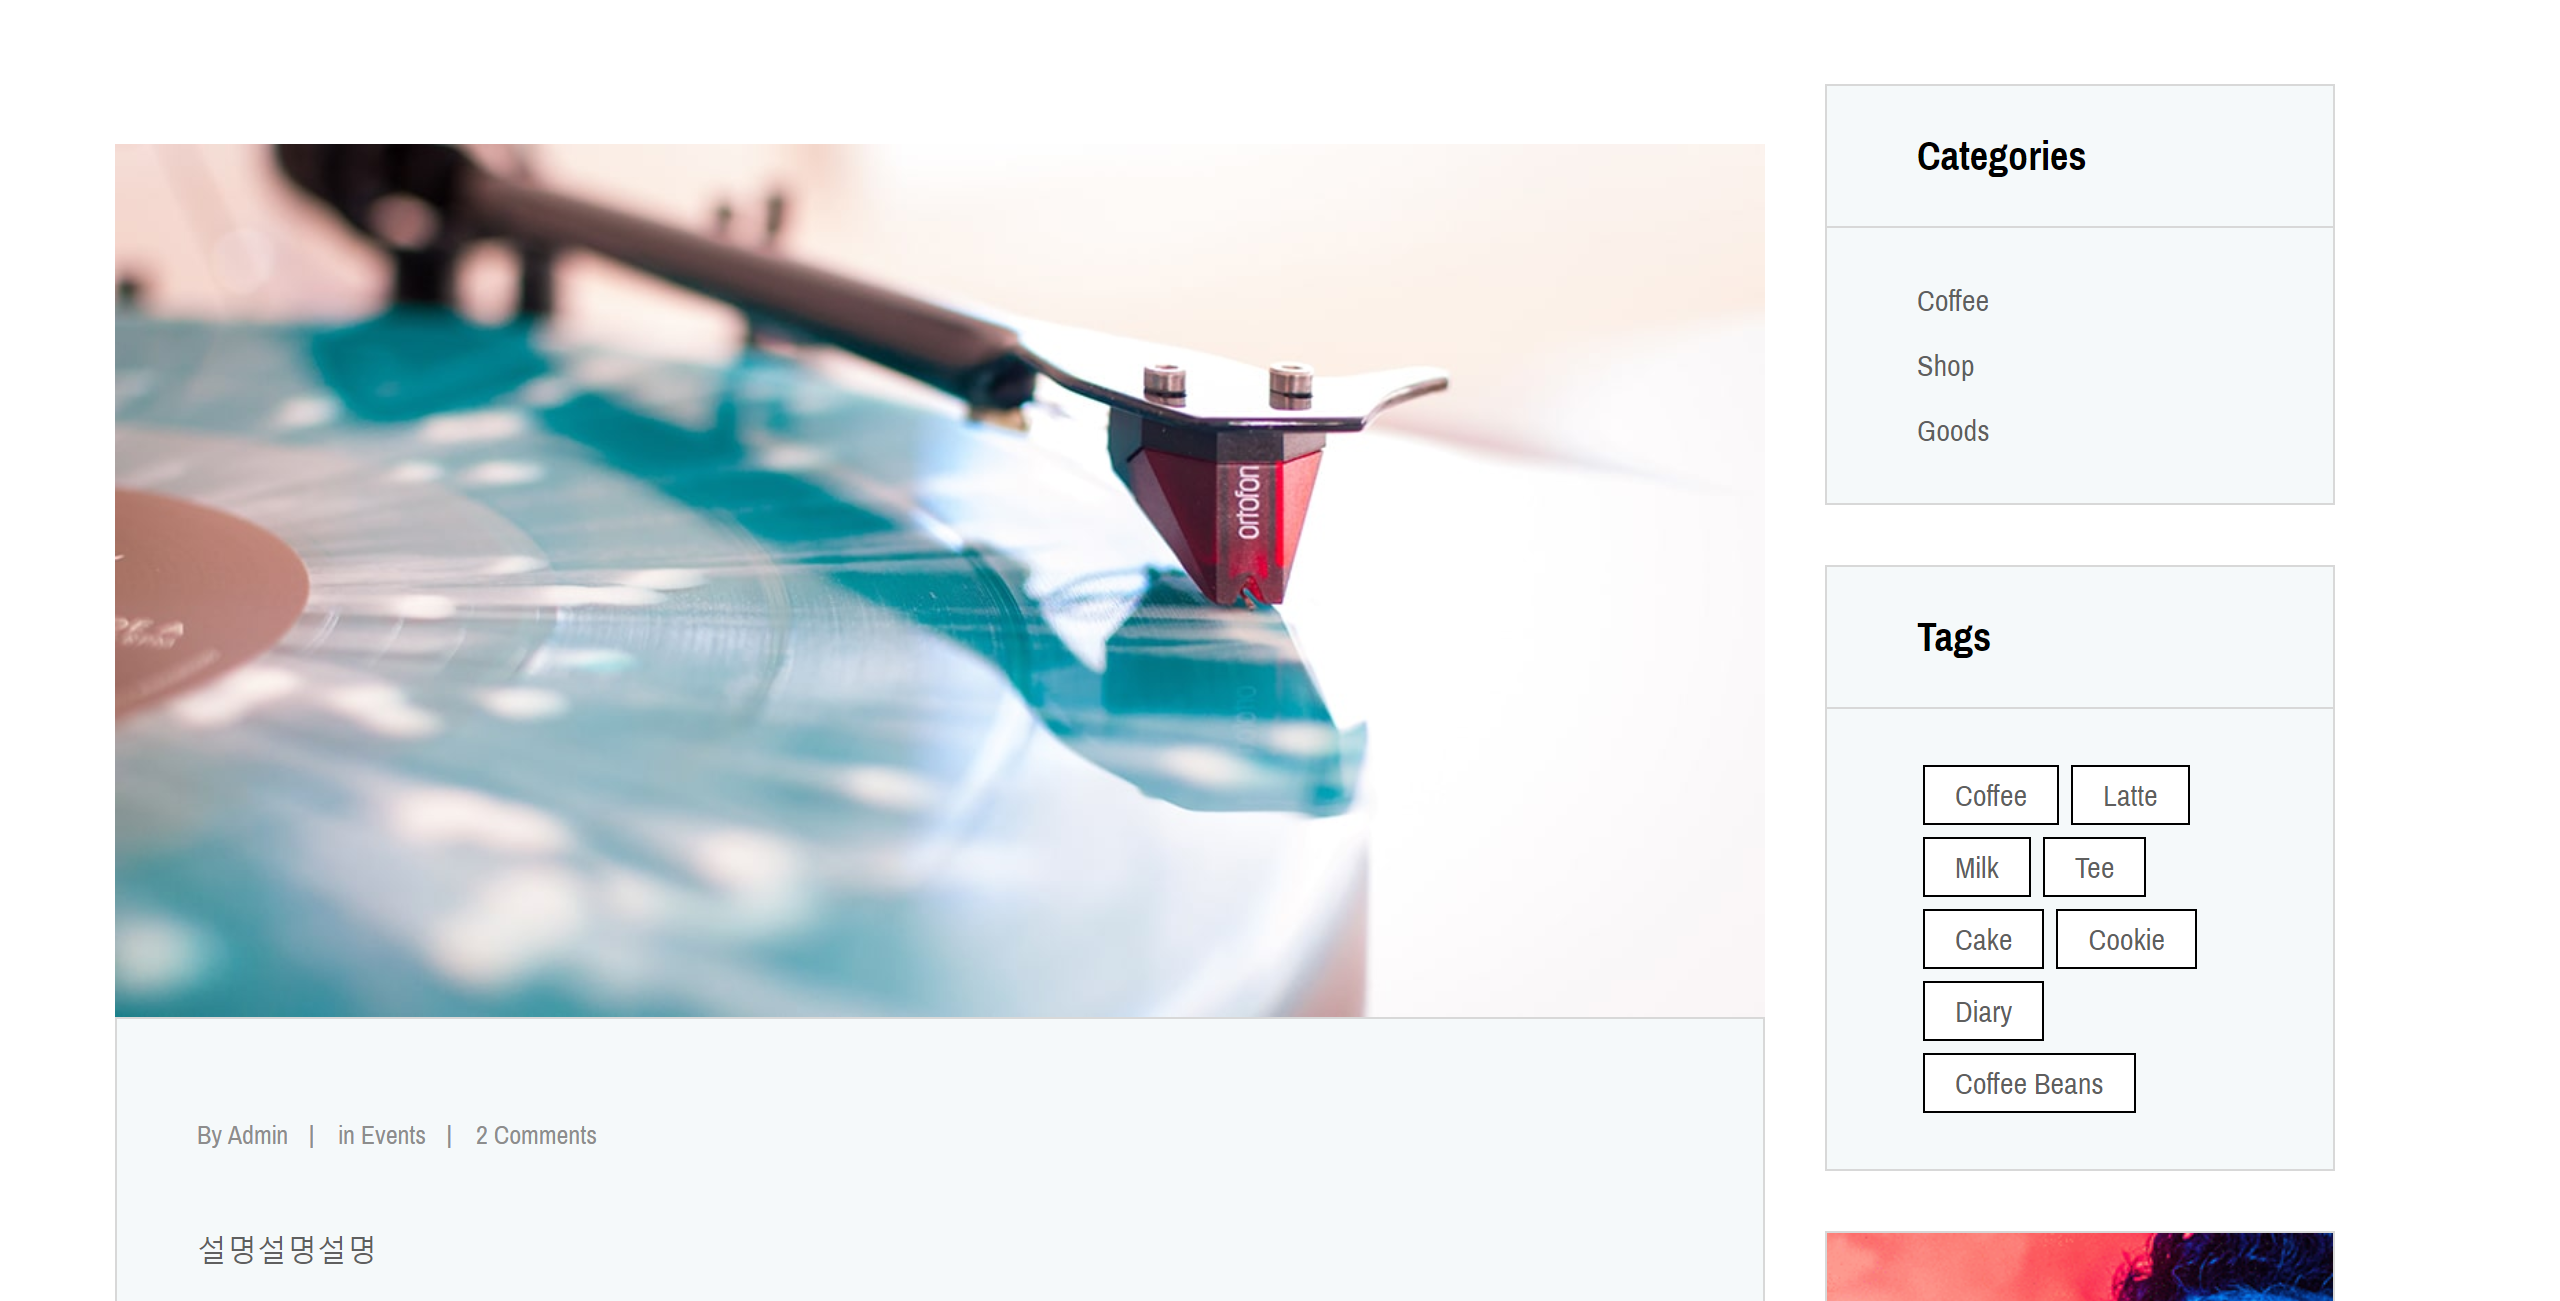 ortofon
By Admin | in Events | 2 Comments
설명설명설명
Categories
Coffee
Shop
Goods
Tags
Coffee Latte
Milk Tee
Cake Cookie
Diary
Coffee Beans